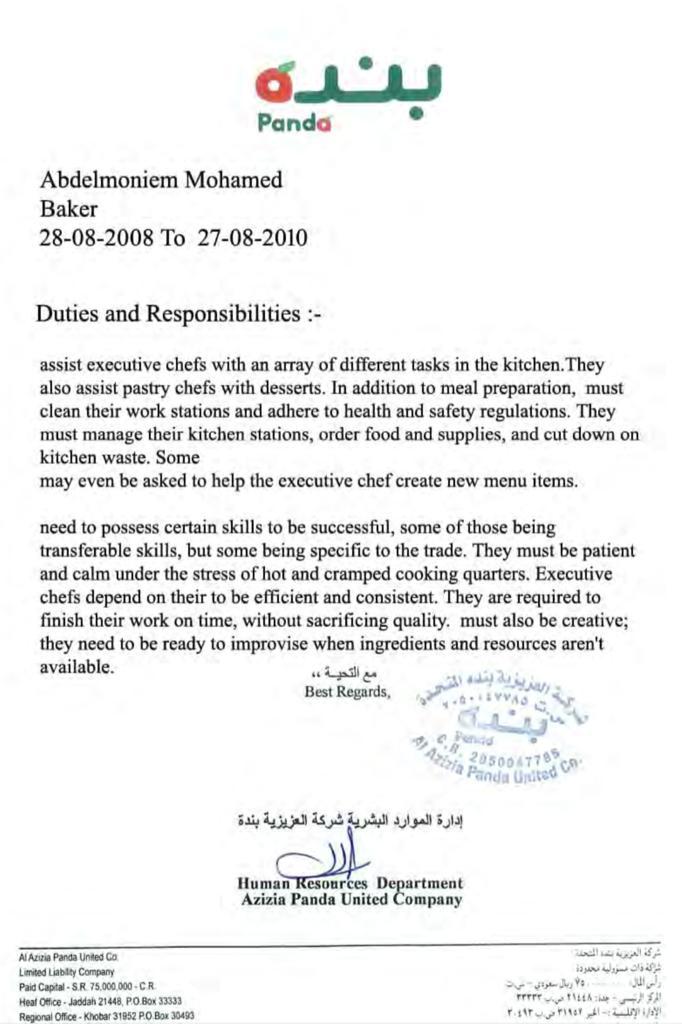 بنده
Panda
Abdelmoniem Mohamed
Baker
28-08-2008 To 27-08-2010
Duties and Responsibilities :-
assist executive chefs with an array of different tasks in the kitchen.They
also assist pastry chefs with desserts. In addition to meal preparation, must
clean their work stations and adhere to health and safety regulations. They
must manage their kitchen stations, order food and supplies, and cut down on
kitchen waste. Some
may even be asked to help the executive chef create new menu items.
need to possess certain skills to be successful, some of those being
transferable skills, but some being specific to the trade. They must be patient
and calm under the stress of hot and cramped cooking quarters. Executive
chefs depend on their to be efficient and consistent. They are required to
finish their work on time, without sacrificing quality. must also be creative;
they need to be ready to improvise when ingredients and resources aren't
available.
مع التحية ،،
Best Regards,
شركة العزيزية بنده المتحدة
بنده
Panda
C.R. 2050047785
Al Azizia Panda United Co.
إدارة الموارد البشرية شركة العزيزية بندة
Human Resources Department
Azizia Panda United Company
Al Azizia Panda United Co.
Limited Liability Company
Paid Capital - S.R. 75,000,000 - C.R.
Heaf Office - Jaddah 21448, P.O.Box 33333
Regional Office - Khobar 31952 P.O.Box 30493
شركة العزيزية بنده المتحدة
شركة ذات مسؤولية محدودة
المركز الرئيسي - جدة: ٢١٤٤٨ ص.ب ٣٣٣٣٣
الإدارة الإقليمية: - الخبر ٣١٩٥٢ ص.ب ٣٠٤٩٣